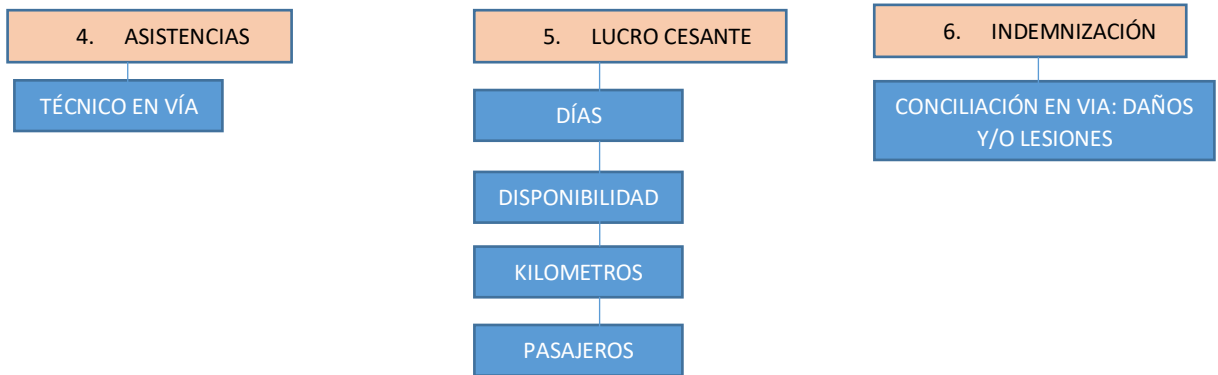 4. ASISTENCIAS
TÉCNICO EN VÍA
5. LUCRO CESANTE
DÍAS
DISPONIBILIDAD
KILOMETROS
PASAJEROS
6. INDEMNIZACIÓN
CONCILIACIÓN EN VIA: DAÑOS
Y/O LESIONES